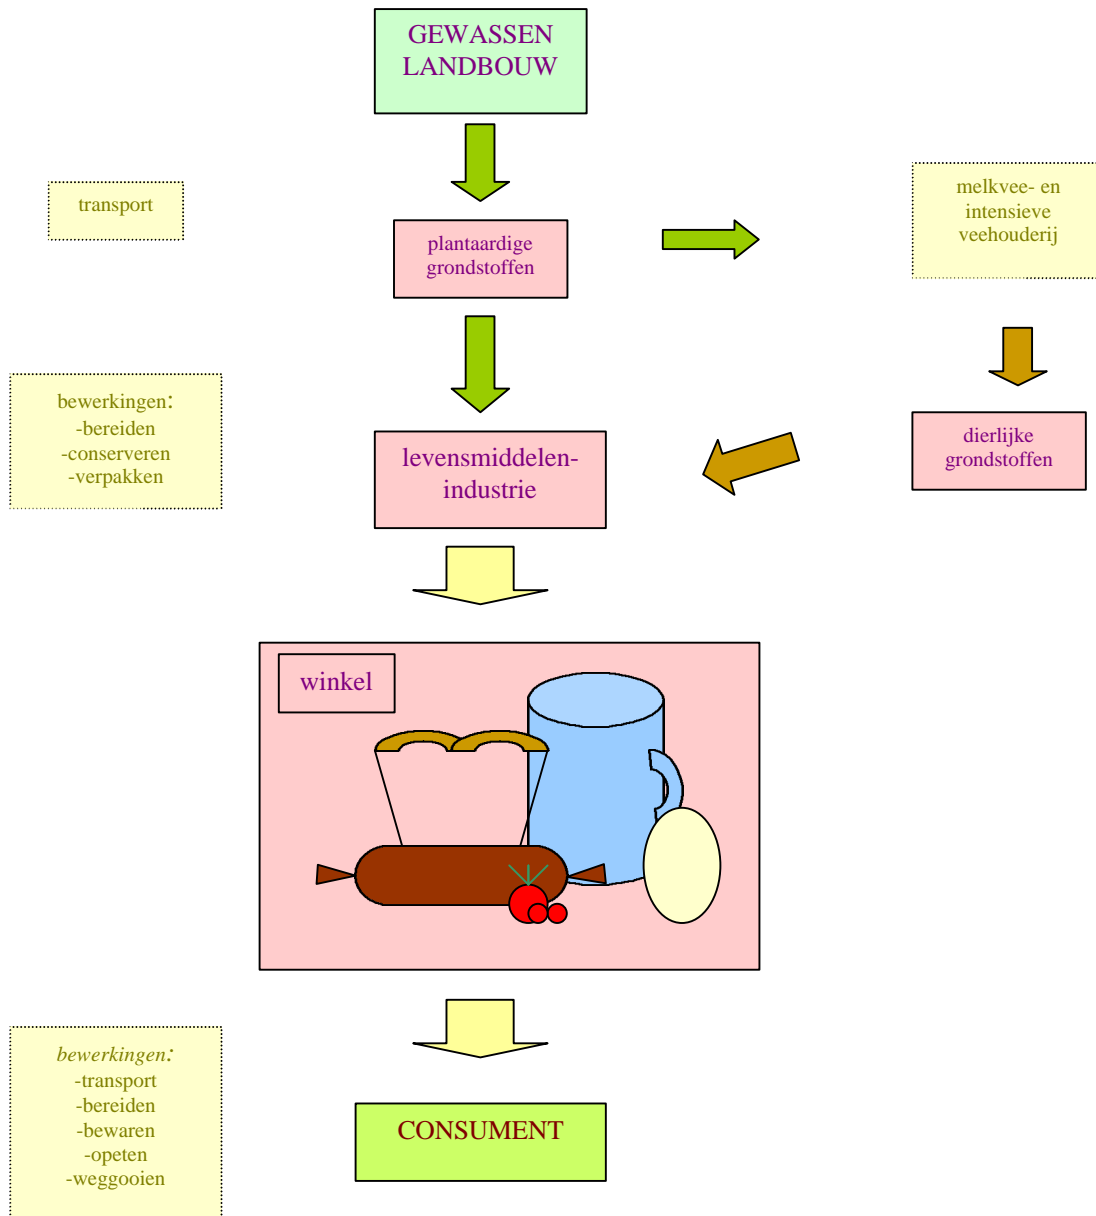 GEWASSEN
LANDBOUW
transport
plantaardige
grondstoffen
melkvee- en
intensieve
veehouderij
bewerkingen:
-bereiden
-conserveren
-verpakken
levensmiddelen-
industrie
dierlijke
grondstoffen
winkel
bewerkingen:
-transport
-bereiden
-bewaren
-opeten
-weggooien
CONSUMENT